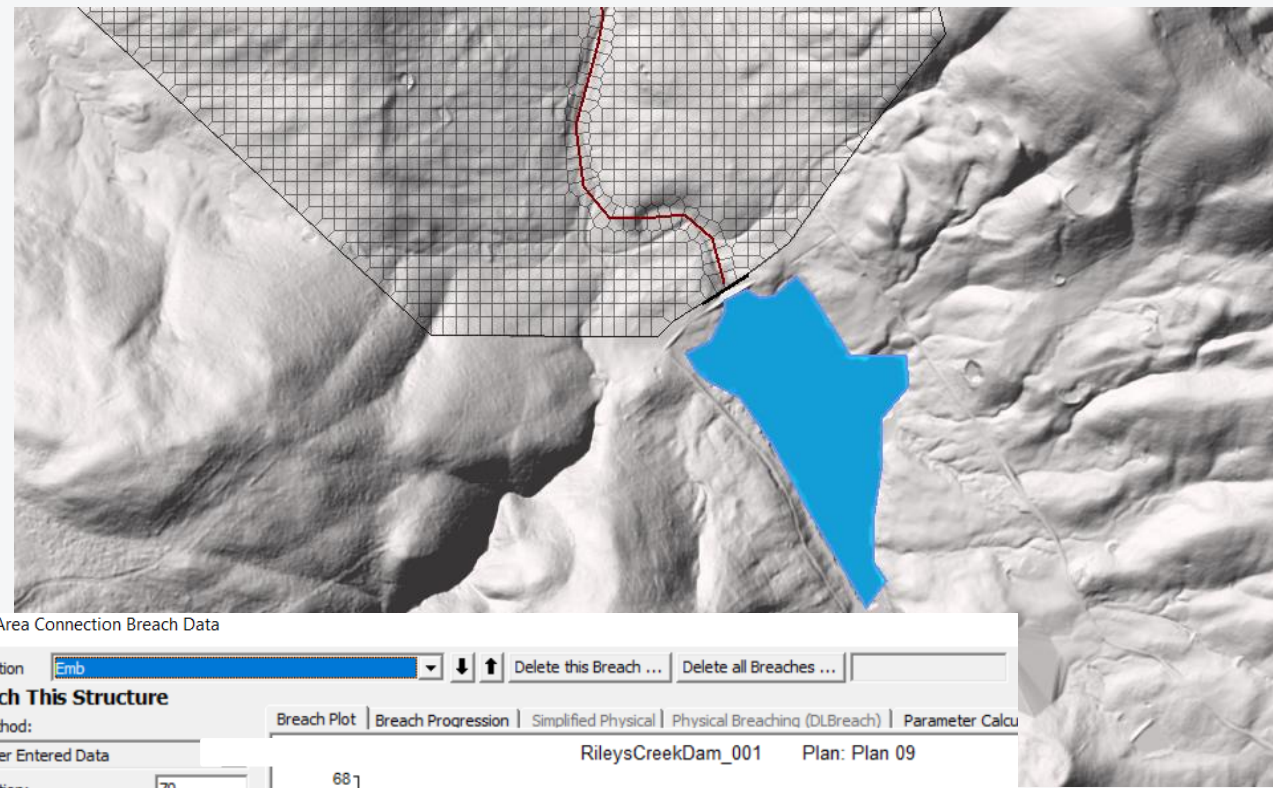 Area Connection Breach Data
tion Emb Delete this Breach ... Delete all Breaches ...
ch This Structure
thod:
Breach Plot Breach Progression Simplified Physical Physical Breaching (DLBreach) Parameter Calcu
er Entered Data
RileysCreekDam_001 Plan: Plan 09
68